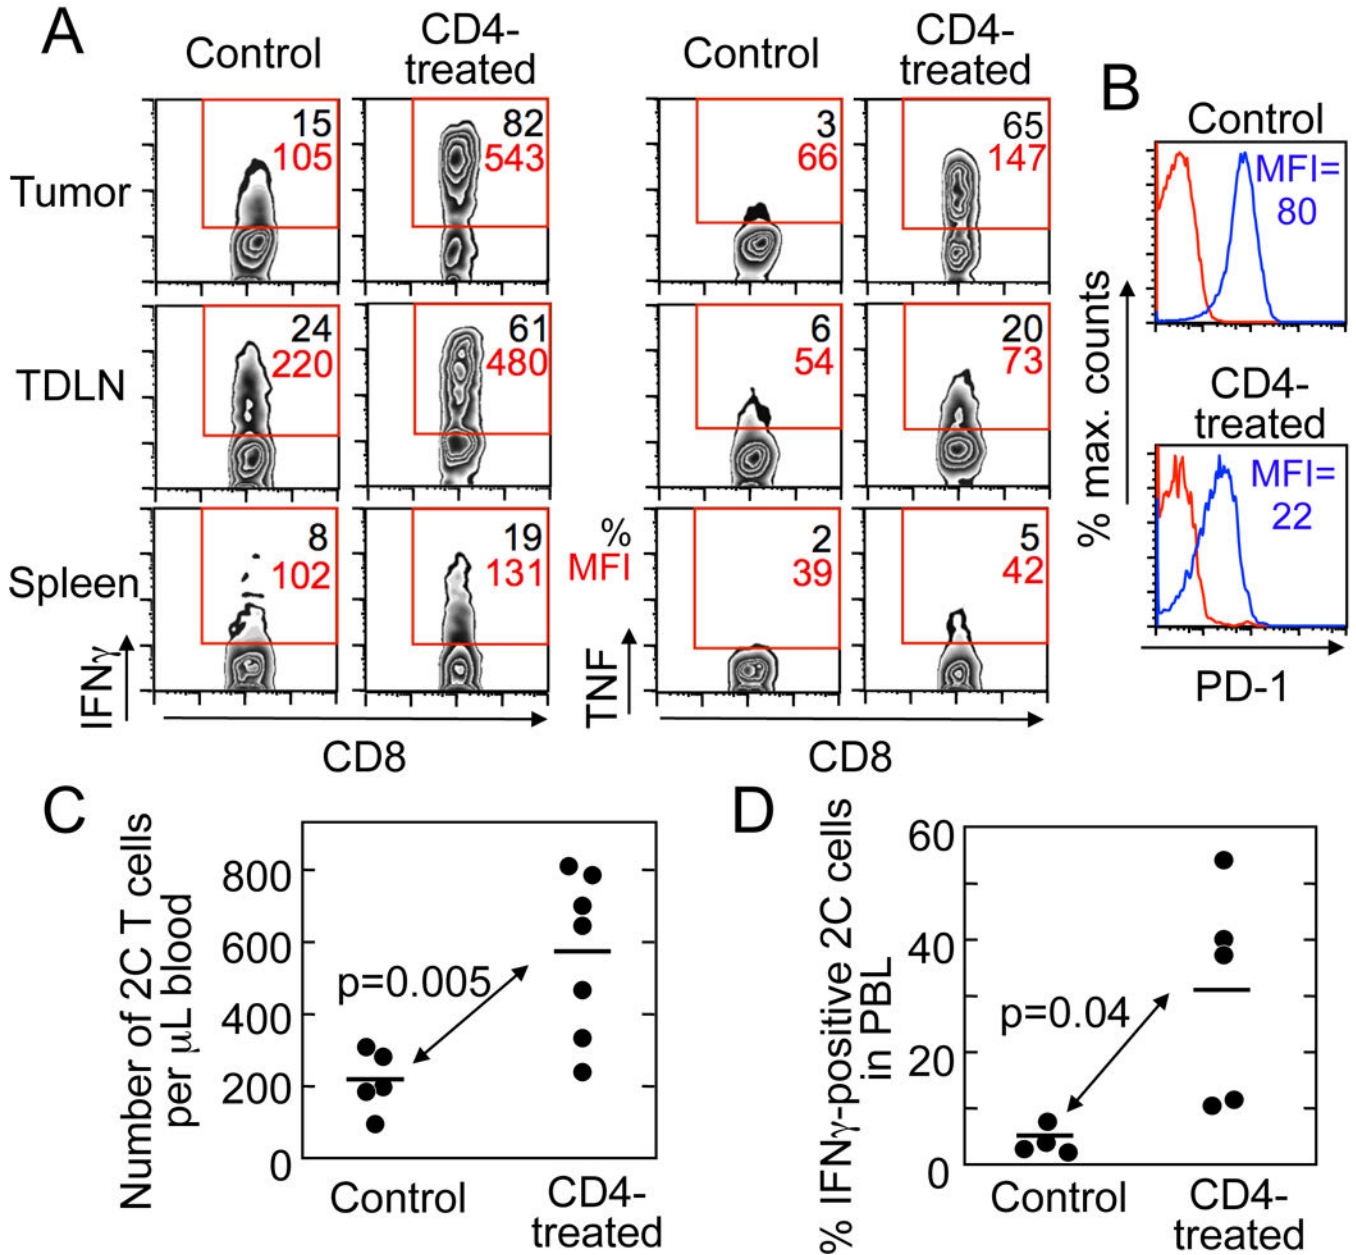 A
Control
CD4-
treated
Control
CD4-
treated
Tumor
15
105
82
543
3
66
65
147
TDLN
24
220
61
480
6
54
20
73
Spleen
8
102
19
131
%
MFI
2
39
5
42
IFNγ
CD8
TNF
CD8
B
Control
MFI=
80
CD4-
treated
MFI=
22
% max. counts
PD-1
C
Number of 2C T cells
per μL blood
800
600
400
200
0
p=0.005
Control
CD4-
treated
D
% IFNγ-positive 2C cells
in PBL
60
40
20
0
p=0.04
Control
CD4-
treated